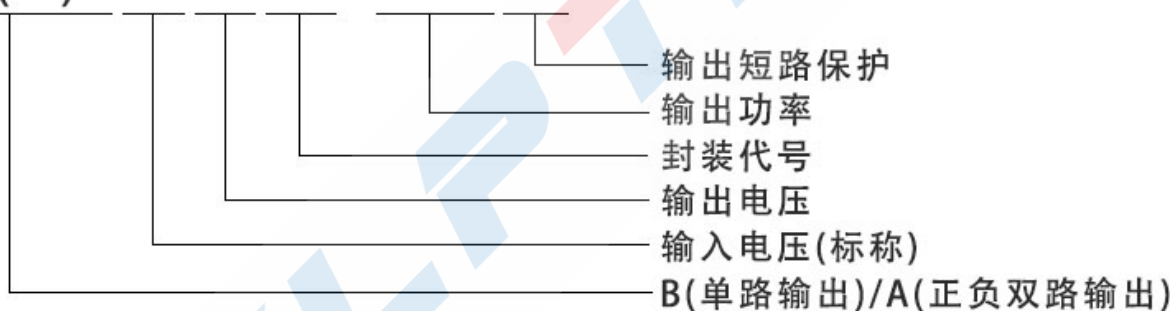 输出短路保护
输出功率
封装代号
输出电压
输入电压(标称)
B(单路输出)/A(正负双路输出)